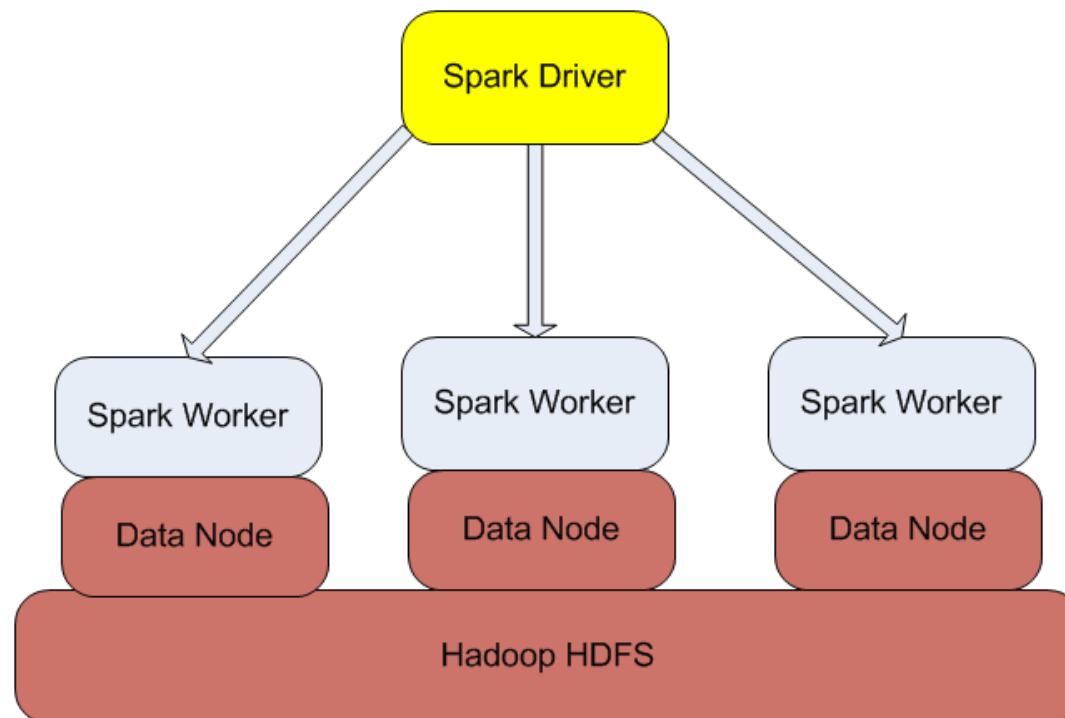 Spark Driver
Spark Worker
Spark Worker
Spark Worker
Data Node
Data Node
Data Node
Hadoop HDFS